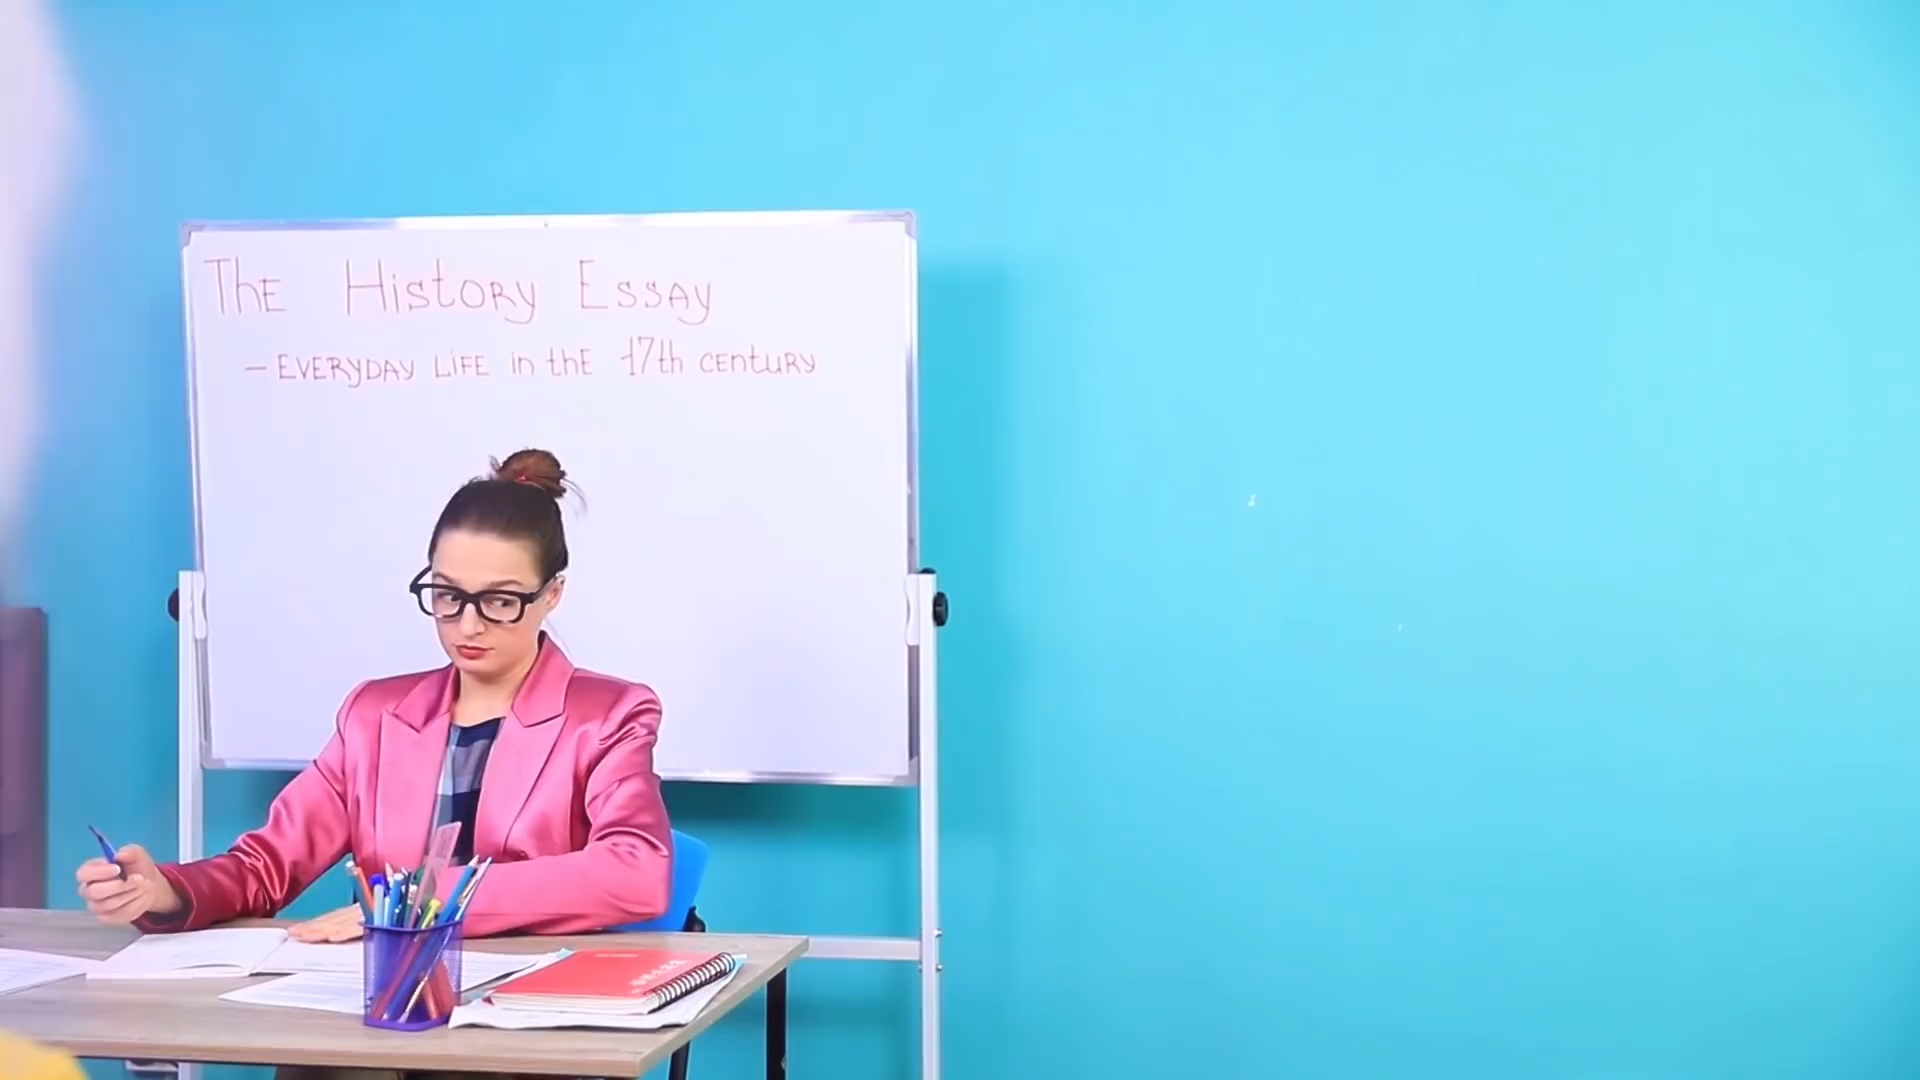 The History Essay
– Everyday life in the 17th century